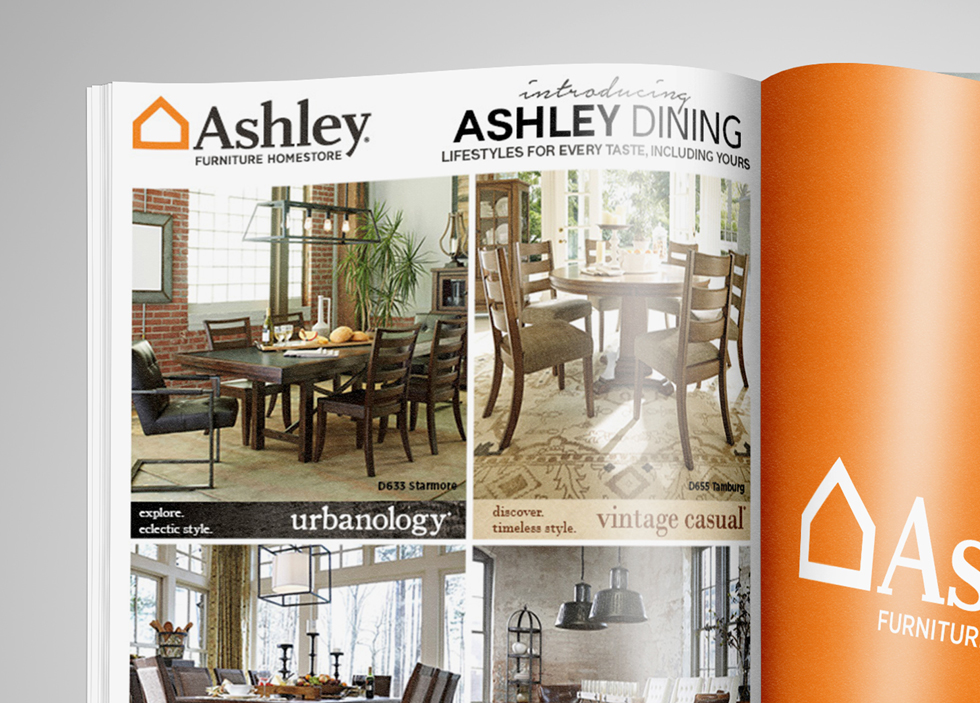 Ashley®
FURNITURE HOMESTORE
introducing
ASHLEY DINING
LIFESTYLES FOR EVERY TASTE, INCLUDING YOURS
D633 Starmore
explore.
eclectic style.
urbanology
D655 Tamburg
discover.
timeless style.
vintage casual
As
FURNITUR